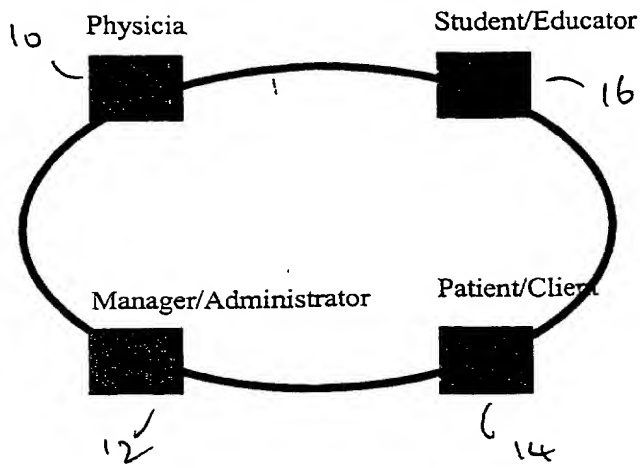 Physicia
Student/Educator
10
16
Manager/Administrator
Patient/Client
12
14